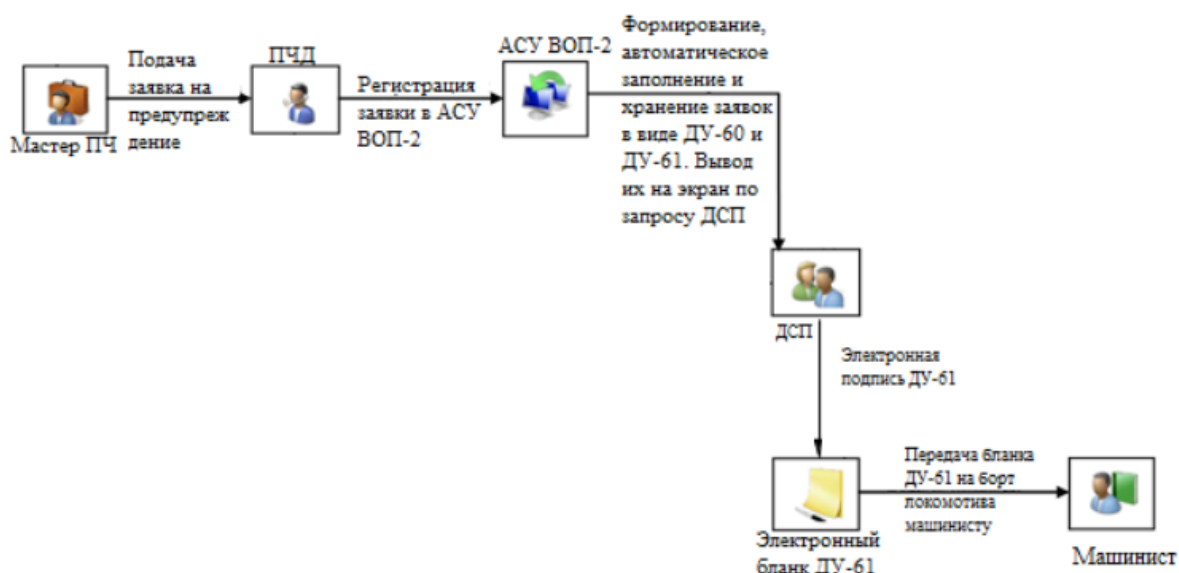 Мастер ПЧ
Подача
заявка на
предупреж
дение
ПЧД
Регистрация
заявки в АСУ
ВОП-2
АСУ ВОП-2
Формирование,
автоматическое
заполнение и
хранение заявок
в виде ДУ-60 и
ДУ-61. Вывод
их на экран по
запросу ДСП
ДСП
Электронная
подпись ДУ-61
Электронный
бланк ДУ-61
Передача бланка
ДУ-61 на борт
локомотива
машинисту
Машинист